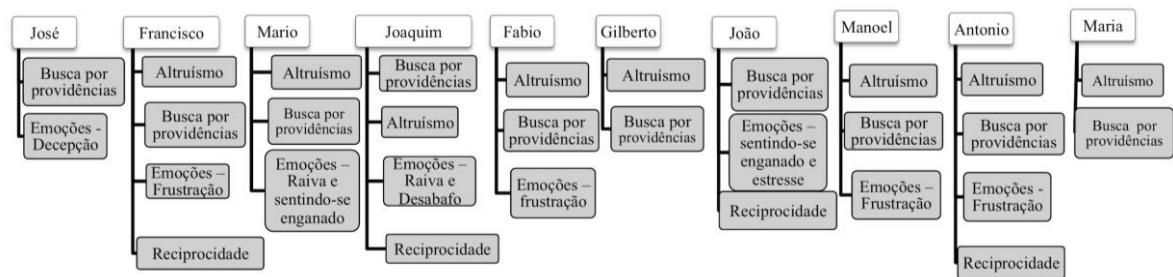 José
Busca por
providências
Emoções -
Decepção
Francisco
Altruísmo
Busca por
providências
Emoções –
Frustração
Reciprocidade
Mario
Altruísmo
Busca por
providências
Emoções –
Raiva e
sentindo-se
enganado
Joaquim
Busca por
providências
Altruísmo
Emoções –
Raiva e
Desabafo
Reciprocidade
Fabio
Altruísmo
Busca por
providências
Emoções –
frustração
Gilberto
Altruísmo
Busca por
providências
João
Busca por
providências
Emoções –
sentindo-se
enganado e
estresse
Reciprocidade
Manoel
Altruísmo
Busca por
providências
Emoções –
Frustração
Antonio
Altruísmo
Busca por
providências
Emoções -
Frustração
Reciprocidade
Maria
Altruísmo
Busca por
providências